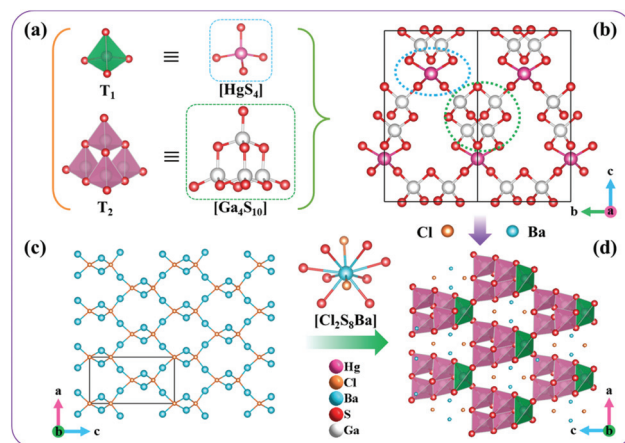 (a)
T₁
≡
[HgS₄]
T₂
≡
[Ga₄S₁₀]
(b)
c
b
a
Cl
Ba
(c)
a
b
c
[Cl₂S₈Ba]
Hg
Cl
Ba
S
Ga
(d)
a
c
b